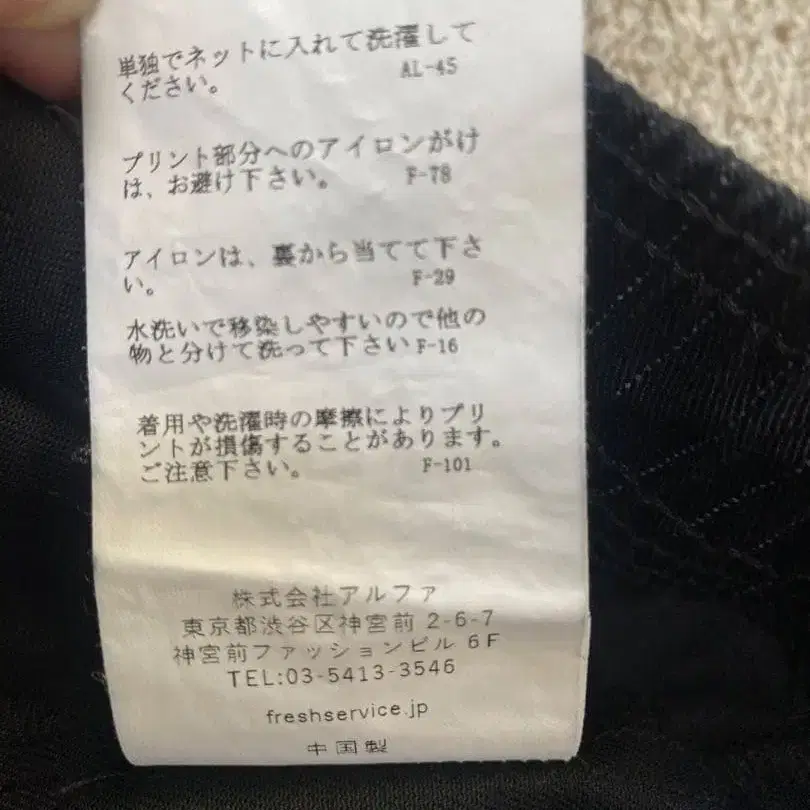 単独でネットに入れて洗濯して
ください。 AL-45
プリント部分へのアイロンがけ
は、お避け下さい。 F-78
アイロンは、裏から当てて下さ
い。 F-29
水洗いで移染しやすいので他の
物と分けて洗って下さい F-16
着用や洗濯時の摩擦によりプリ
ントが損傷することがあります。
ご注意下さい。 F-101
株式会社アルファ
東京都渋谷区神宮前 2-6-7
神宮前ファッションビル 6F
TEL:03-5413-3546
freshservice.jp
中国製